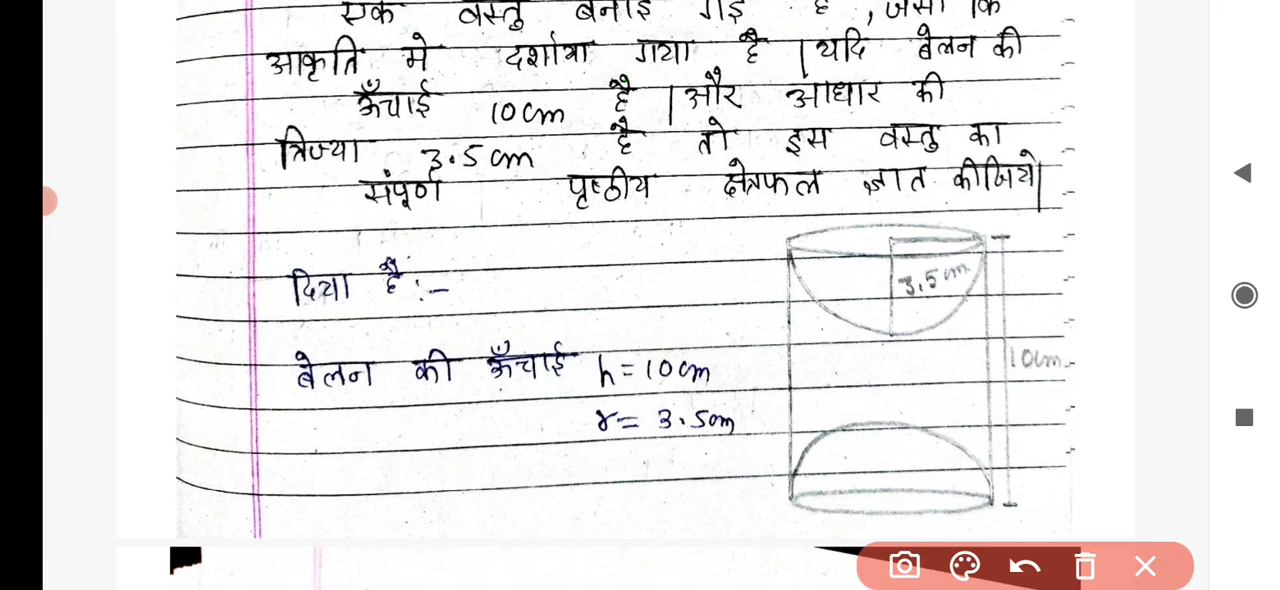 एक वस्तु बनाई गई है , जैसा कि
आकृति मे दर्शाया गया है | यदि बेलन की
ऊँचाई 10cm है | और आधार की
त्रिज्या 3.5cm है तो इस वस्तु का
संपूर्ण पृष्ठीय क्षेत्रफल ज्ञात कीजिये|
दिया है :-
3.5cm
10cm
बेलन की ऊँचाई h = 10cm
r = 3.5cm